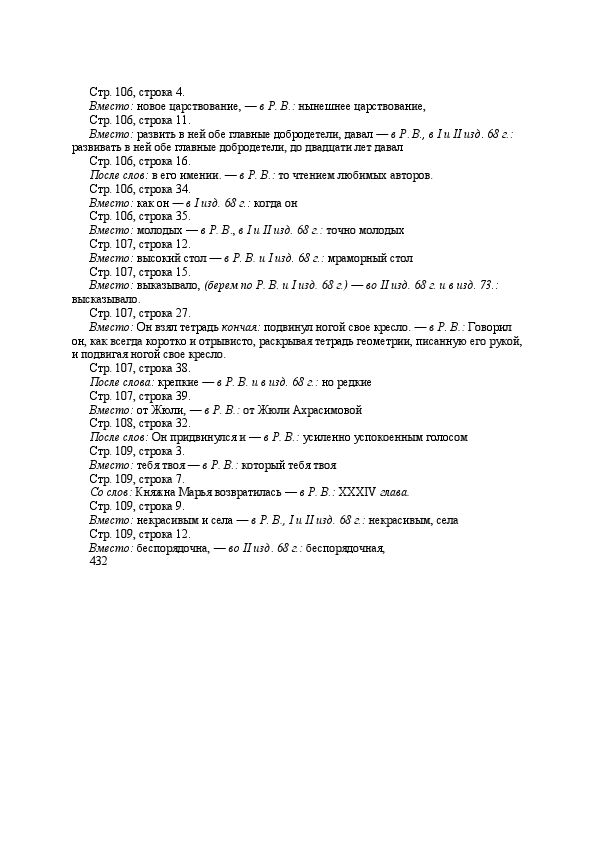 Стр. 106, строка 4.
Вместо: новое царствование, — в Р. В.: нынешнее царствование,
Стр. 106, строка 11.
Вместо: развить в ней обе главные добродетели, давал — в Р. В., в I и II изд. 68 г.:
развивать в ней обе главные добродетели, до двадцати лет давал
Стр. 106, строка 16.
После слов: в его имении. — в Р. В.: то чтением любимых авторов.
Стр. 106, строка 34.
Вместо: как он — в I изд. 68 г.: когда он
Стр. 106, строка 35.
Вместо: молодых — в Р. В., в I и II изд. 68 г.: точно молодых
Стр. 107, строка 12.
Вместо: высокий стол — в Р. В. и I изд. 68 г.: мраморный стол
Стр. 107, строка 15.
Вместо: выказывало, (берем по Р. В. и I изд. 68 г.) — во II изд. 68 г. и в изд. 73.:
высказывало.
Стр. 107, строка 27.
Вместо: Он взял тетрадь кончая: подвинул ногой свое кресло. — в Р. В.: Говорил
он, как всегда коротко и отрывисто, раскрывая тетрадь геометрии, писанную его рукой,
и подвигая ногой свое кресло.
Стр. 107, строка 38.
После слова: крепкие — в Р. В. и в изд. 68 г.: но редкие
Стр. 107, строка 39.
Вместо: от Жюли, — в Р. В.: от Жюли Ахрасимовой
Стр. 108, строка 32.
После слов: Он придвинулся и — в Р. В.: усиленно успокоенным голосом
Стр. 109, строка 3.
Вместо: тебя твоя — в Р. В.: который тебя твоя
Стр. 109, строка 7.
Со слов: Княжна Марья возвратилась — в Р. В.: XXXIV глава.
Стр. 109, строка 9.
Вместо: некрасивым и села — в Р. В., I и II изд. 68 г.: некрасивым, села
Стр. 109, строка 12.
Вместо: беспорядочна, — во II изд. 68 г.: беспорядочная,
432